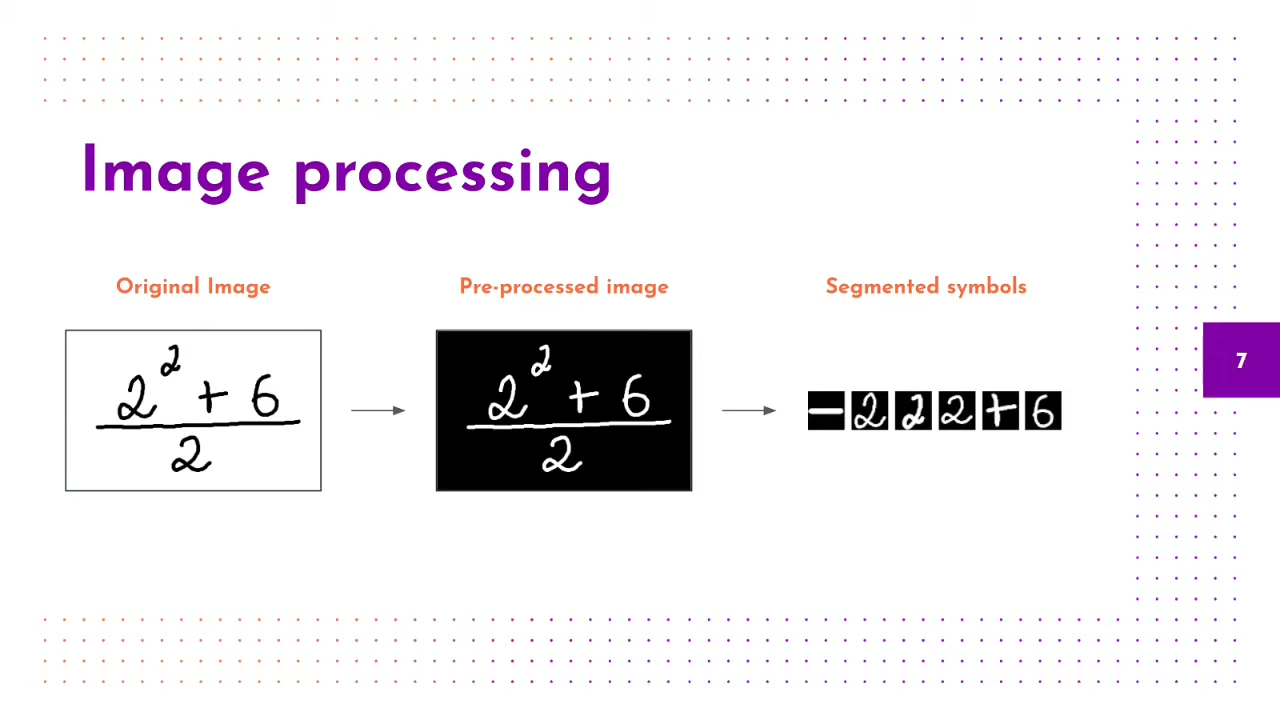 Image processing
Original Image
Pre-processed image
Segmented symbols
2
2 + 6
2
2
2 + 6
2
− 2 2 2 + 6
7